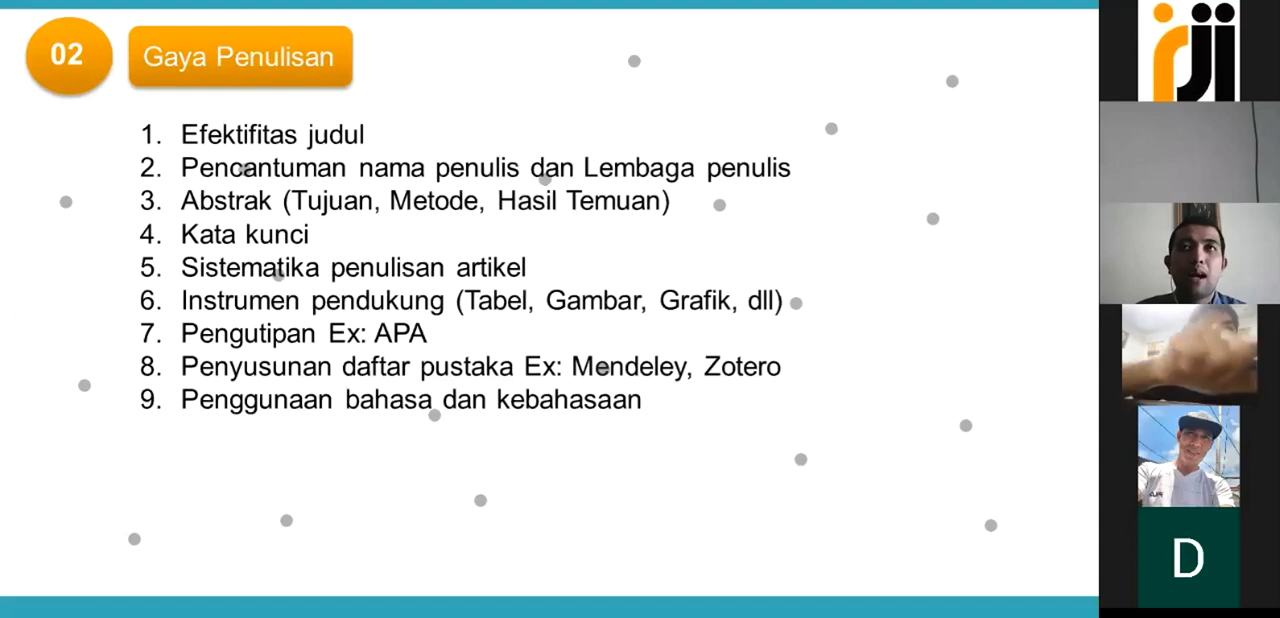 02
Gaya Penulisan
1. Efektifitas judul
2. Pencantuman nama penulis dan Lembaga penulis
3. Abstrak (Tujuan, Metode, Hasil Temuan)
4. Kata kunci
5. Sistematika penulisan artikel
6. Instrumen pendukung (Tabel, Gambar, Grafik, dll)
7. Pengutipan Ex: APA
8. Penyusunan daftar pustaka Ex: Mendeley, Zotero
9. Penggunaan bahasa dan kebahasaan
rji
D